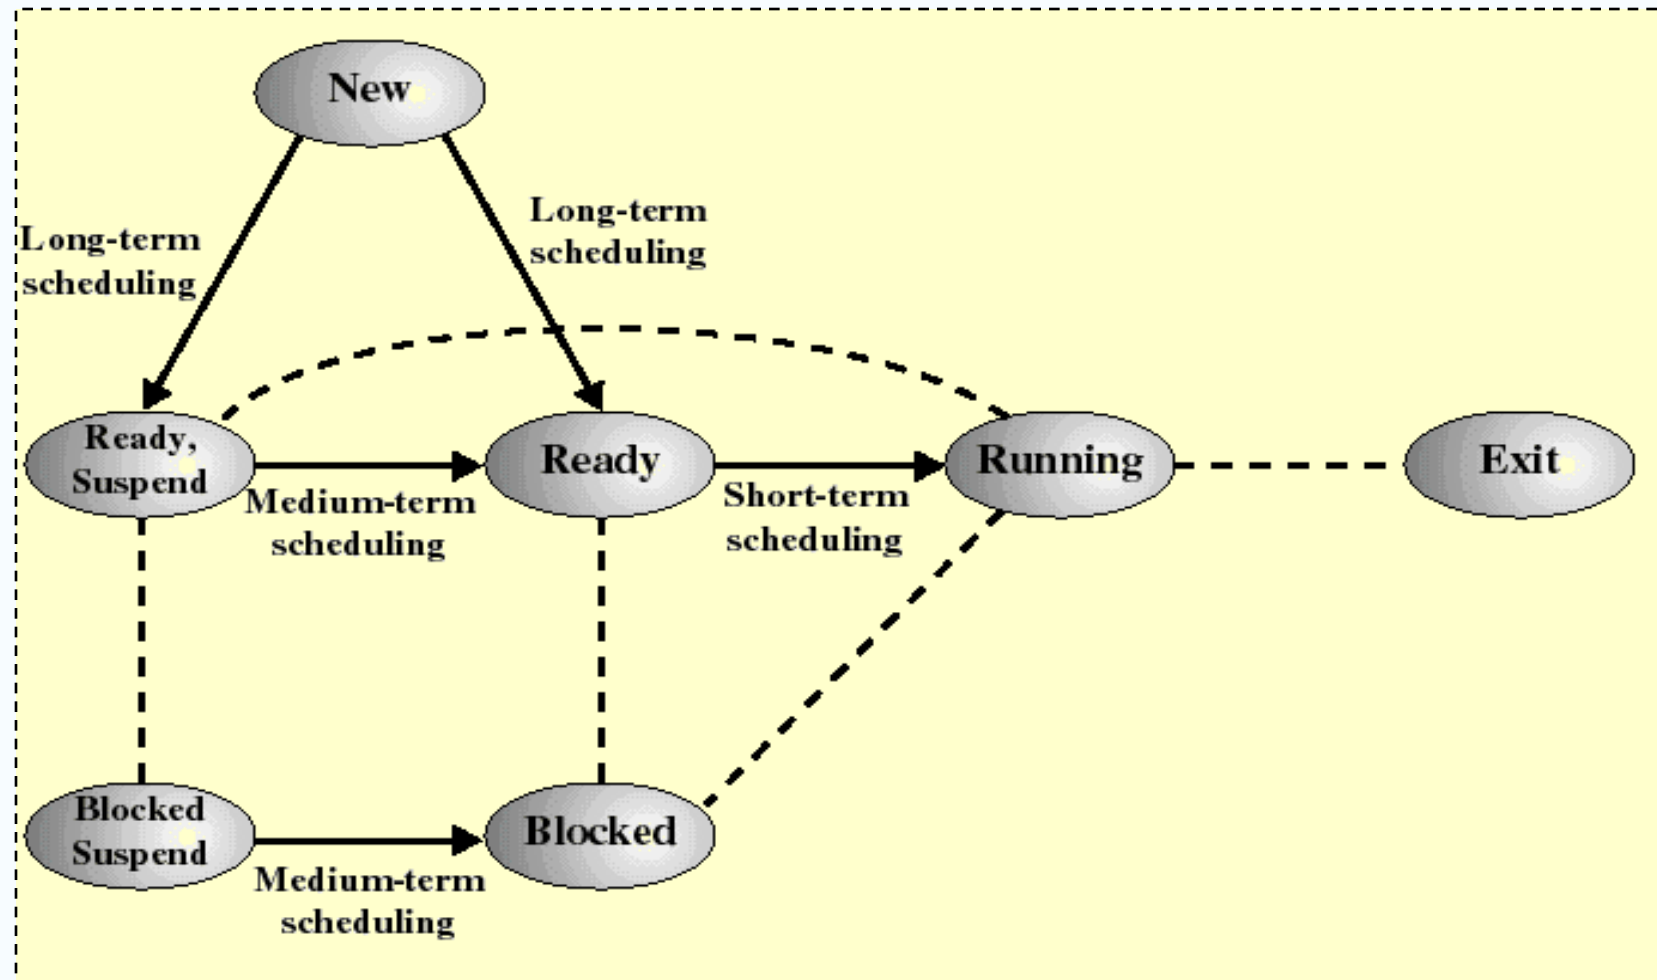 New
Long-term
scheduling
Long-term
scheduling
Ready,
Suspend
Medium-term
scheduling
Ready
Short-term
scheduling
Running
Exit
Blocked
Suspend
Medium-term
scheduling
Blocked